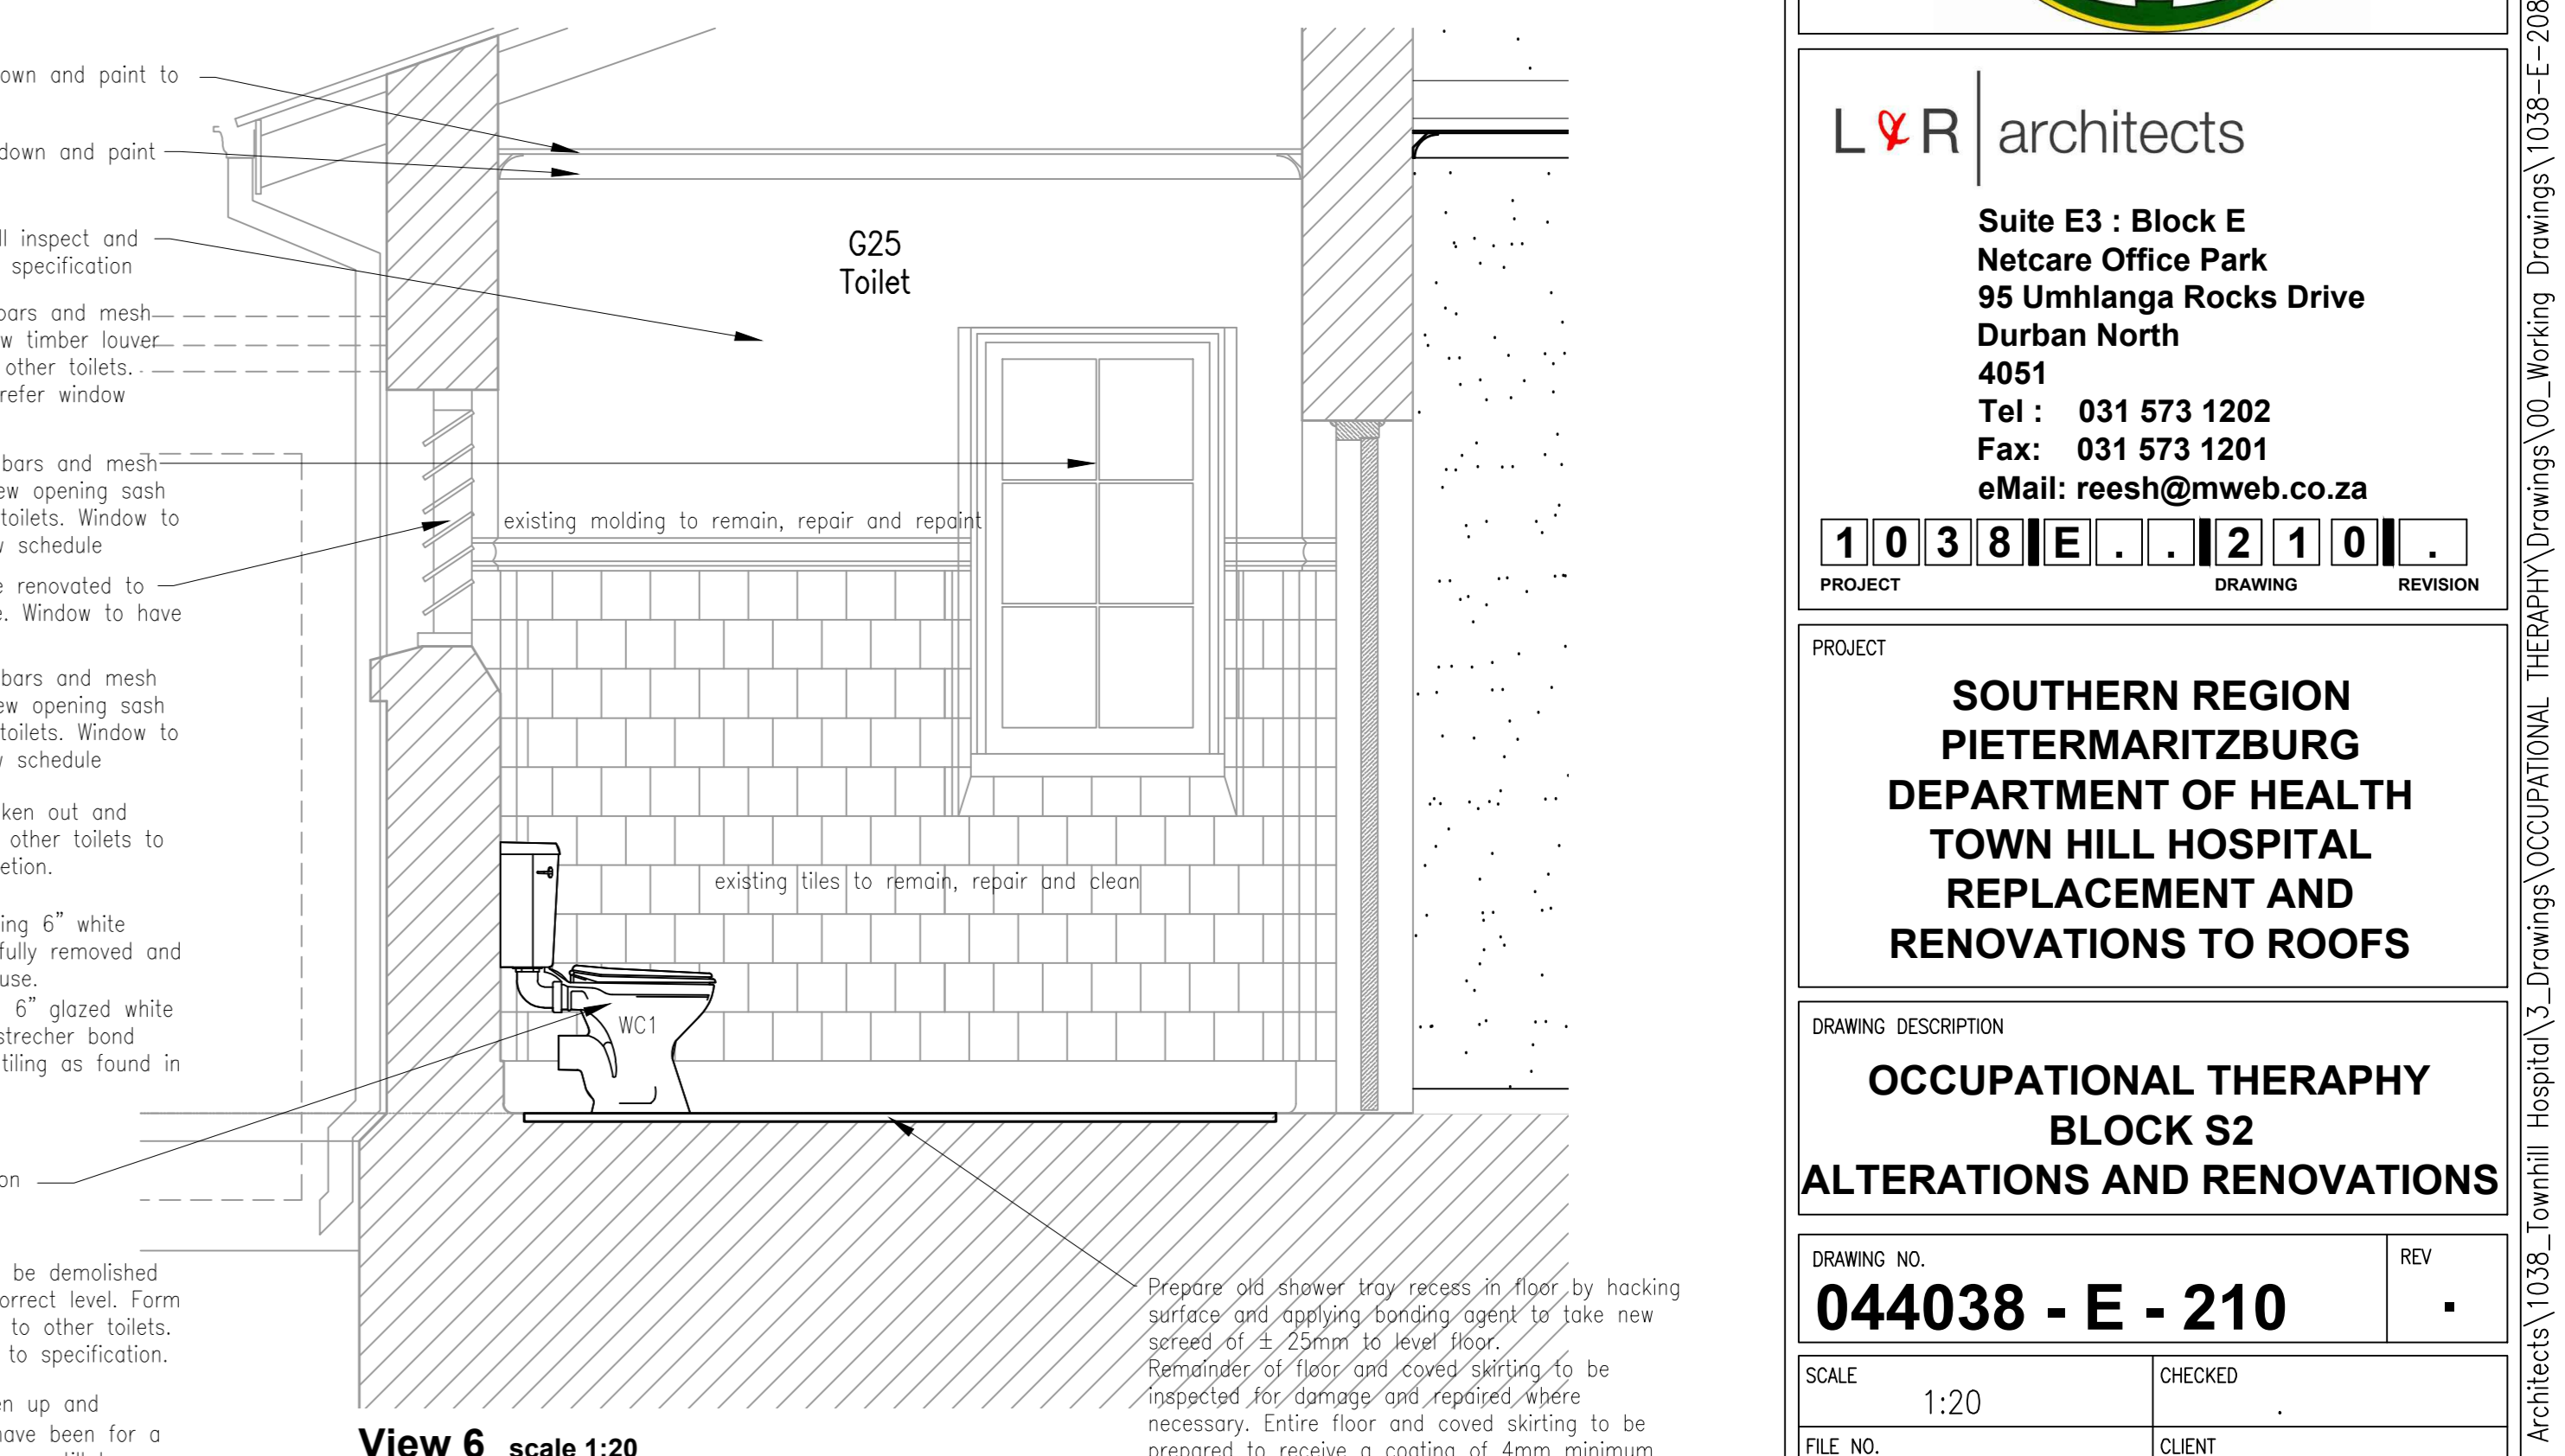 own and paint to
down and paint
ll inspect and
specification
bars and mesh
w timber louver
other toilets.
refer window
bars and mesh
ew opening sash
toilets. Window to
w schedule
e renovated to
e. Window to have
bars and mesh
ew opening sash
toilets. Window to
w schedule
ken out and
other toilets to
etion.
ing 6" white
fully removed and
use.
6" glazed white
strecher bond
tiling as found in
on
be demolished
orrect level. Form
to other toilets.
to specification.
en up and
have been for a
G25
Toilet
existing molding to remain, repair and repaint
existing tiles to remain, repair and clean
WC1
Prepare old shower tray recess in floor by hacking
surface and applying bonding agent to take new
screed of ± 25mm to level floor.
Remainder of floor and coved skirting to be
inspected for damage and repaired where
necessary. Entire floor and coved skirting to be
prepared to receive a coating of 4mm minimum
View 6 scale 1:20
L & R architects
Suite E3 : Block E
Netcare Office Park
95 Umhlanga Rocks Drive
Durban North
4051
Tel : 031 573 1202
Fax: 031 573 1201
eMail: reesh@mweb.co.za
1 0 3 8 E . . 2 1 0 .
PROJECT DRAWING REVISION
PROJECT
SOUTHERN REGION
PIETERMARITZBURG
DEPARTMENT OF HEALTH
TOWN HILL HOSPITAL
REPLACEMENT AND
RENOVATIONS TO ROOFS
DRAWING DESCRIPTION
OCCUPATIONAL THERAPHY
BLOCK S2
ALTERATIONS AND RENOVATIONS
DRAWING NO. REV
044038 - E - 210 .
SCALE CHECKED
1:20 .
FILE NO. CLIENT
Architects\1038_Townhill Hospital\3_Drawings\OCCUPATIONAL THERAPHY\Drawings\00_Working Drawings\1038-E-208